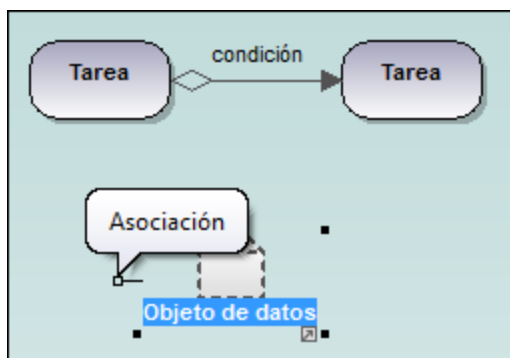 condición
Tarea
Tarea
Asociación
Objeto de datos